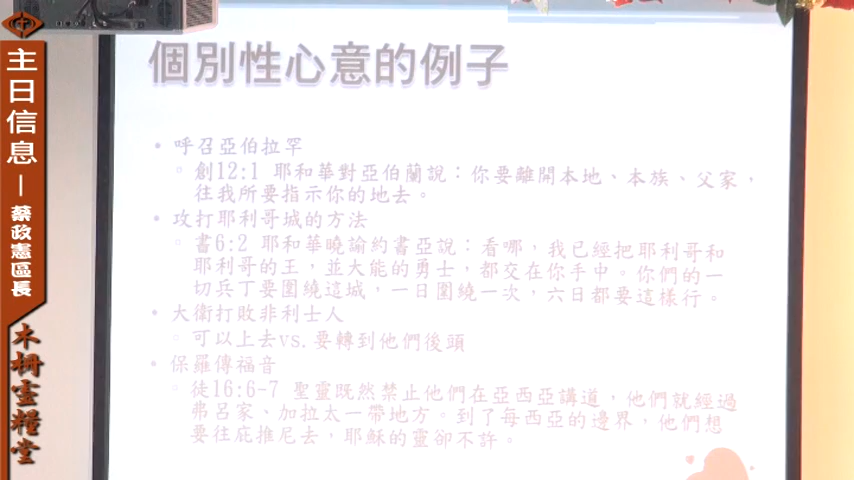 主日信息
蔡政憲區長
木柵靈糧堂
個別性心意的例子
• 呼召亞伯拉罕
▫ 創12:1 耶和華對亞伯蘭說：你要離開本地、本族、父家，
往我所要指示你的地去。
• 攻打耶利哥城的方法
▫ 書6:2 耶和華曉諭約書亞說：看哪，我已經把耶利哥和
耶利哥的王，並大能的勇士，都交在你手中。你們的一
切兵丁要圍繞這城，一日圍繞一次，六日都要這樣行。
• 大衛打敗非利士人
▫ 可以上去vs.要轉到他們後頭
• 保羅傳福音
▫ 徒16:6-7 聖靈既然禁止他們在亞西亞講道，他們就經過
弗呂家、加拉太一帶地方。到了每西亞的邊界，他們想
要往庇推尼去，耶穌的靈卻不許。